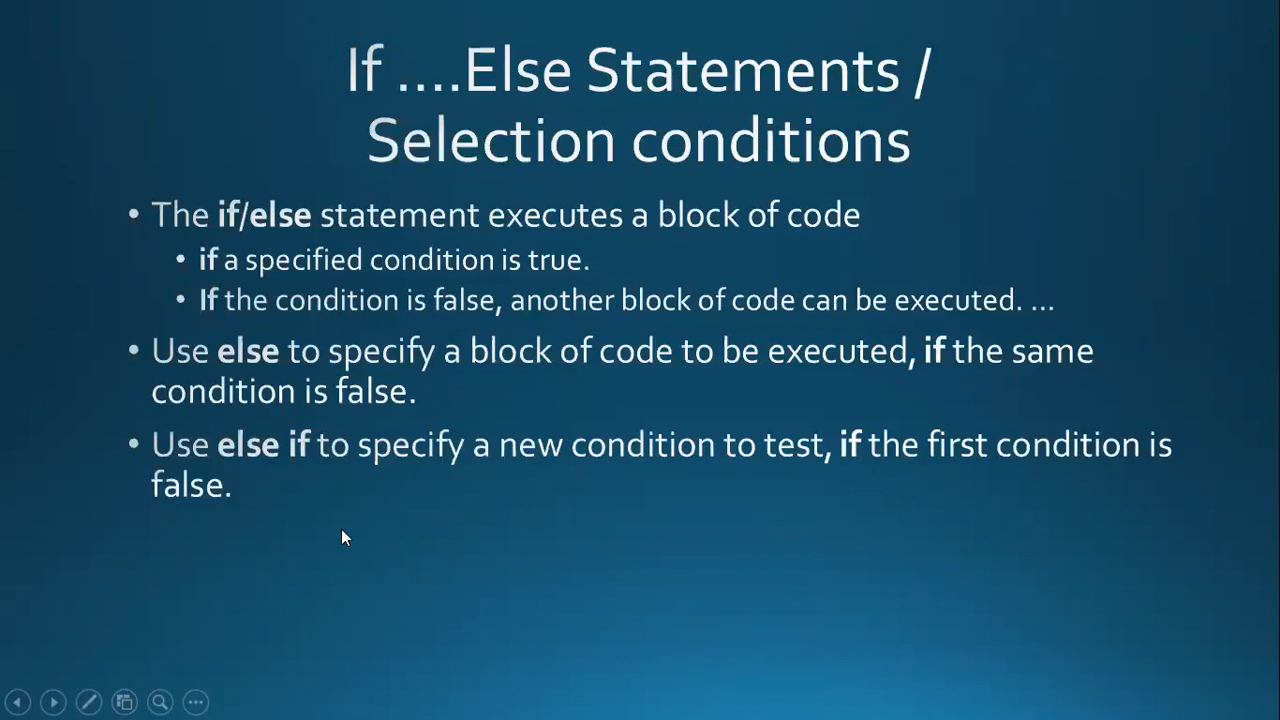 If ....Else Statements /
Selection conditions
• The if/else statement executes a block of code
• if a specified condition is true.
• If the condition is false, another block of code can be executed. ...
• Use else to specify a block of code to be executed, if the same
condition is false.
• Use else if to specify a new condition to test, if the first condition is
false.